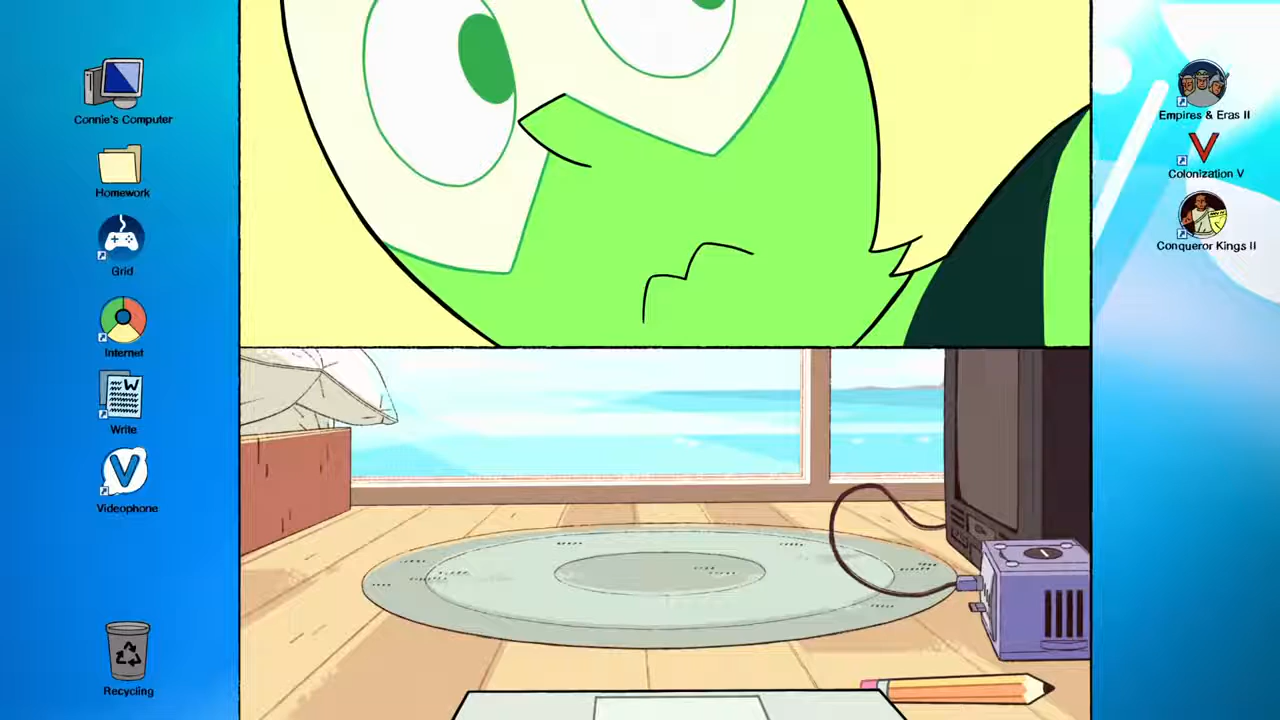 Connie's Computer
Homework
Grid
Internet
W
Write
V
Videophone
Recycling
Empires & Eras II
V
Colonization V
Conqueror Kings II